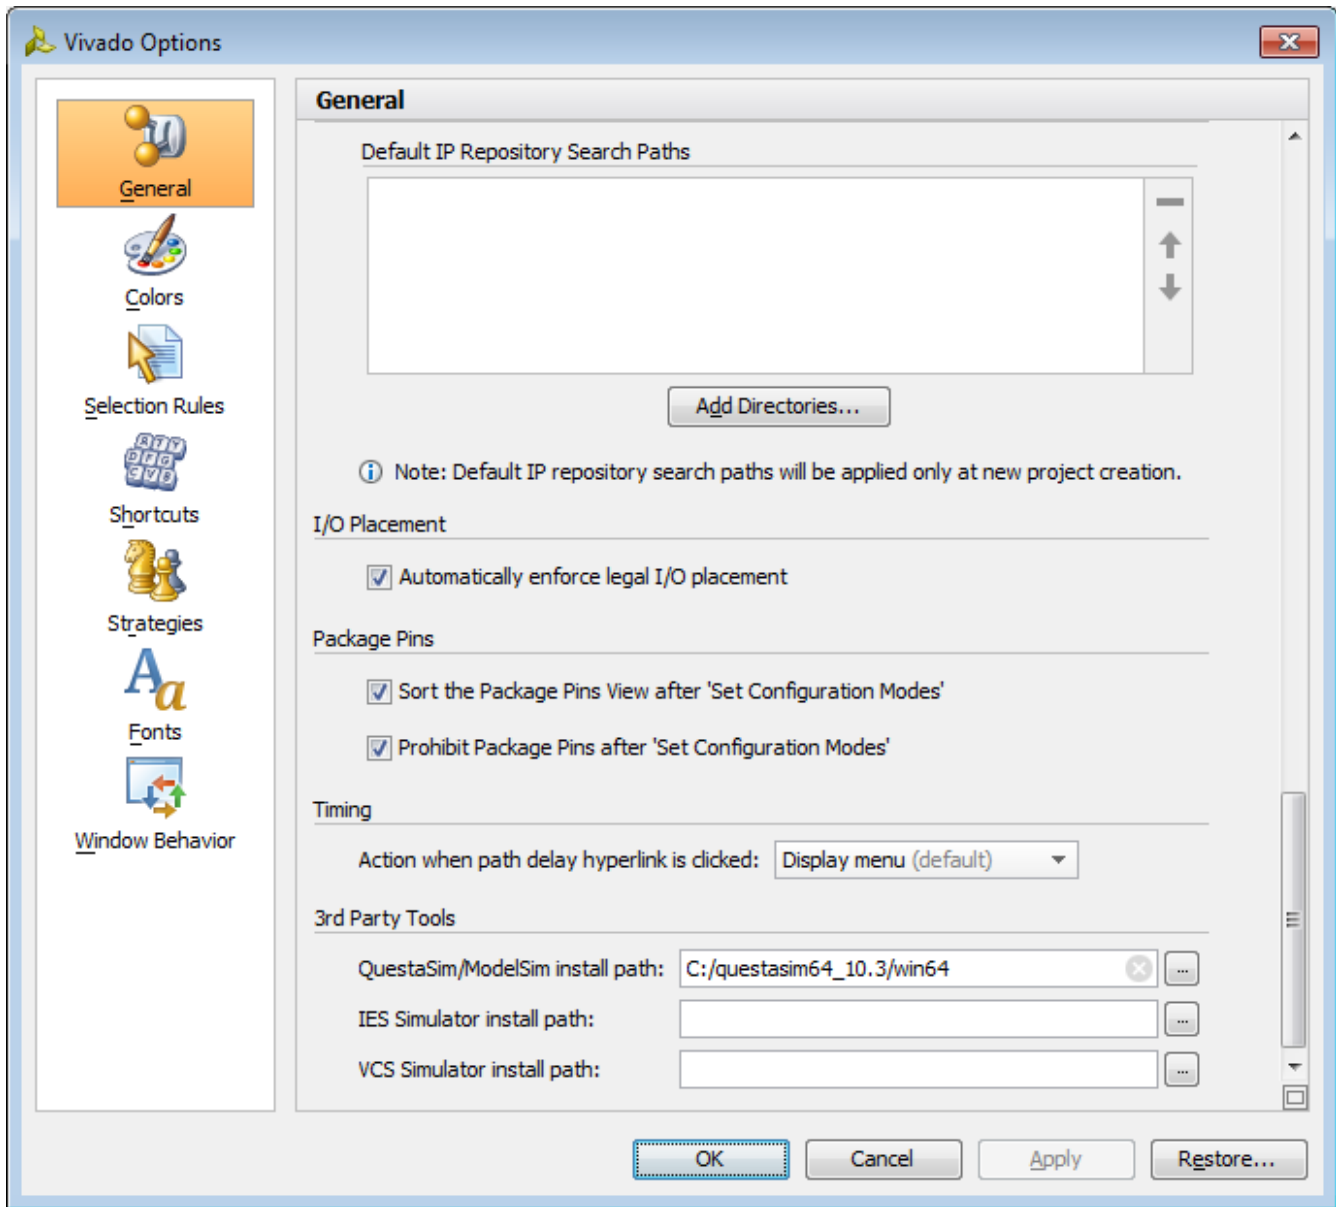 Vivado Options
General
Colors
Selection Rules
Shortcuts
Strategies
Fonts
Window Behavior
General
Default IP Repository Search Paths
Add Directories...
Note: Default IP repository search paths will be applied only at new project creation.
I/O Placement
Automatically enforce legal I/O placement
Package Pins
Sort the Package Pins View after 'Set Configuration Modes'
Prohibit Package Pins after 'Set Configuration Modes'
Timing
Action when path delay hyperlink is clicked: Display menu (default)
3rd Party Tools
QuestaSim/ModelSim install path: C:/questasim64_10.3/win64 ...
IES Simulator install path: ...
VCS Simulator install path: ...
OK Cancel Apply Restore...